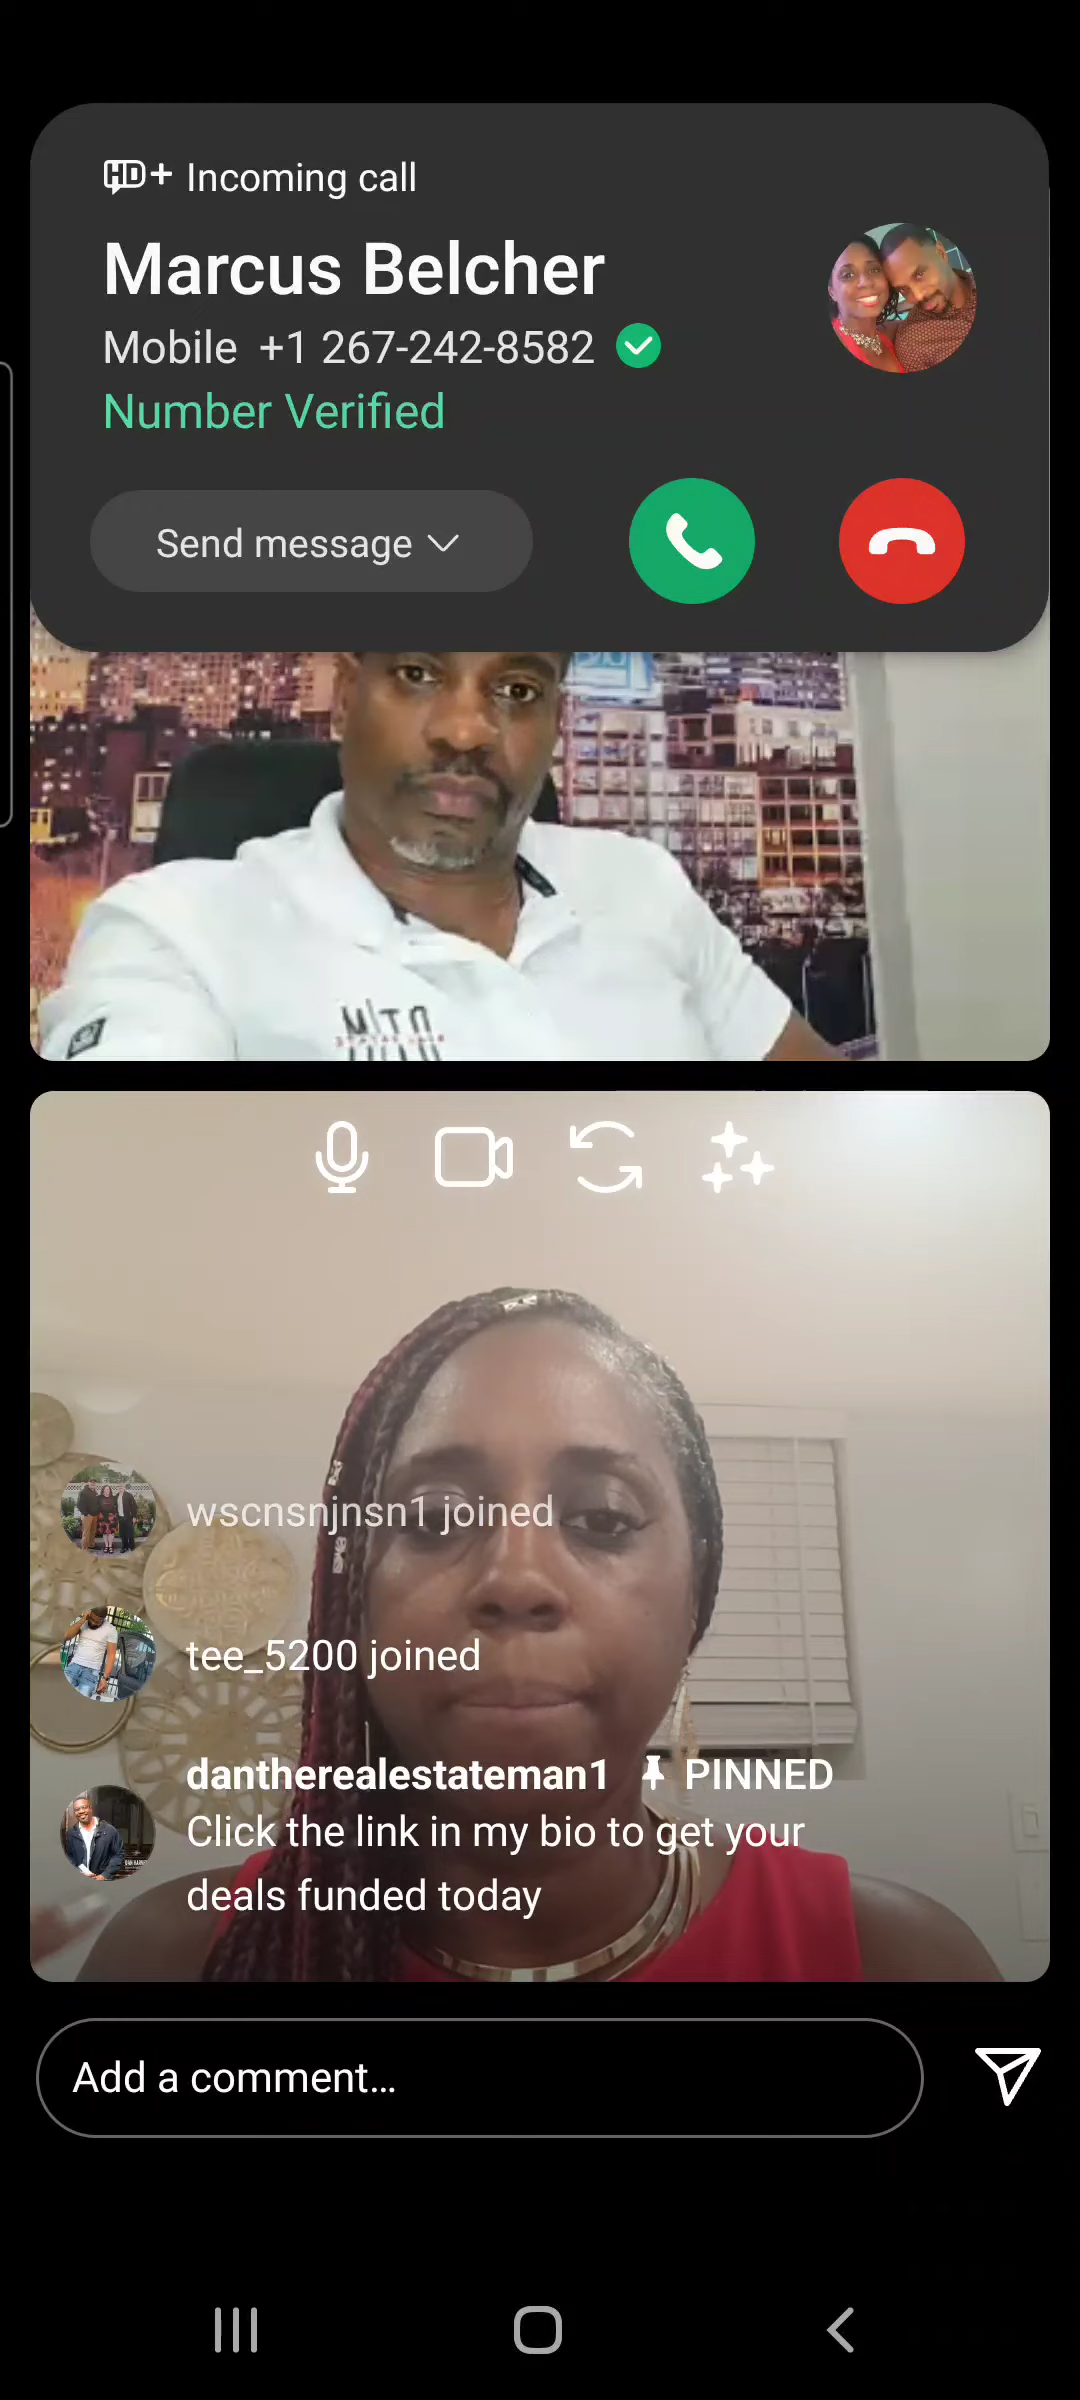 HD+ Incoming call
Marcus Belcher
Mobile +1 267-242-8582
Number Verified
Send message
wscnsnjnsn1 joined
tee_5200 joined
dantherealestateman1 PINNED
Click the link in my bio to get your
deals funded today
Add a comment...